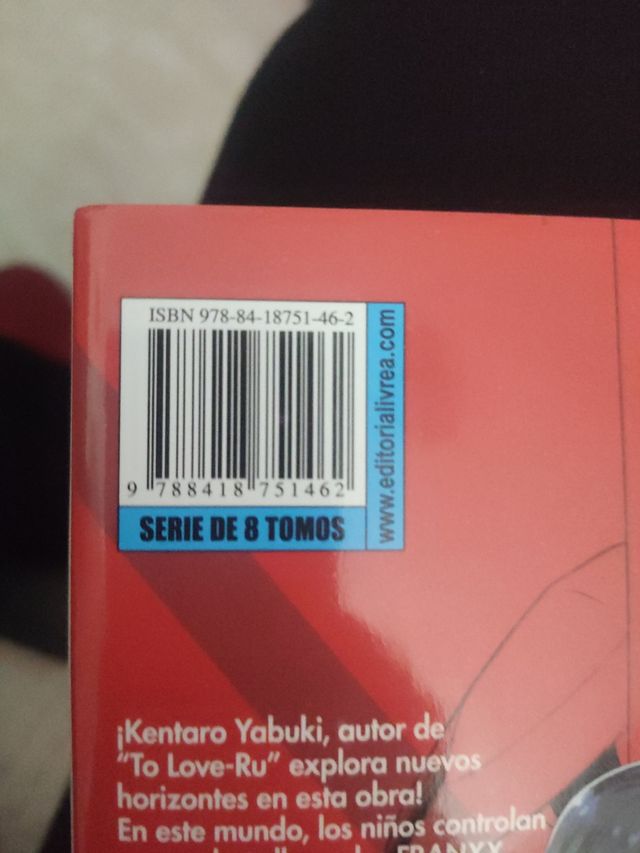 ISBN 978-84-18751-46-2
9 788418 751462
SERIE DE 8 TOMOS
www.editorialivrea.com
¡Kentaro Yabuki, autor de
"To Love-Ru" explora nuevos
horizontes en esta obra!
En este mundo, los niños controlan
FRANXX